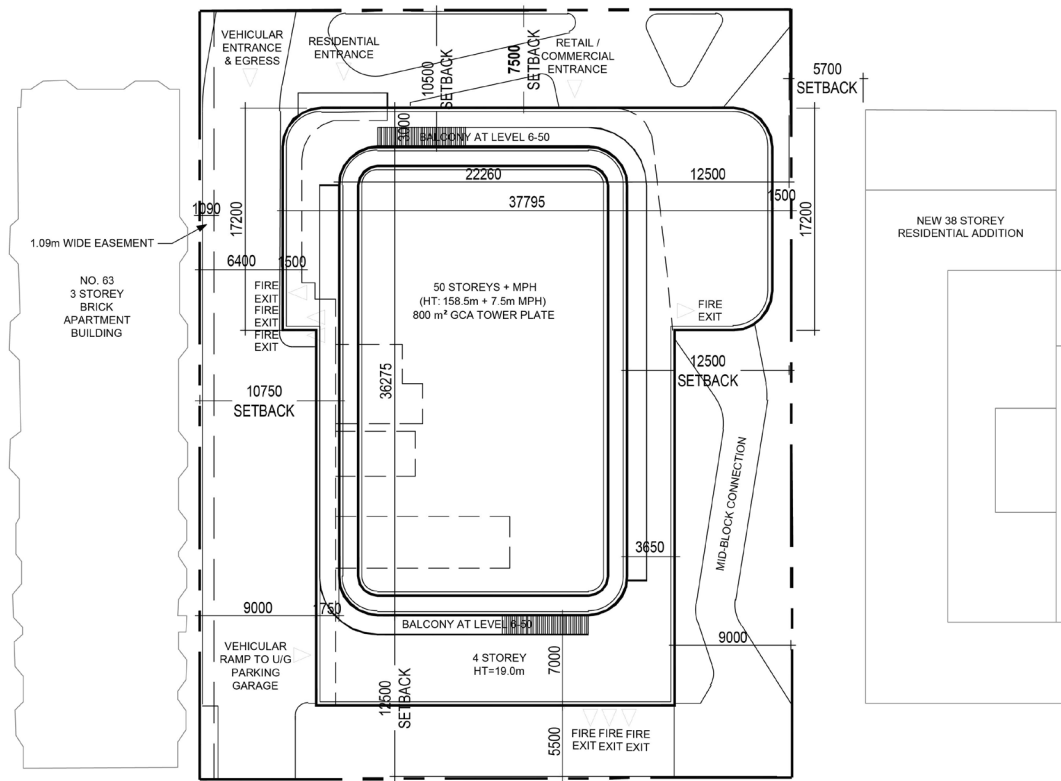 VEHICULAR
ENTRANCE
& EGRESS
RESIDENTIAL
ENTRANCE
10500
SETBACK
7500
SETBACK
RETAIL /
COMMERCIAL
ENTRANCE
5700
SETBACK
3000
BALCONY AT LEVEL 6-50
22260
12500
1500
37795
17200
17200
1090
1.09m WIDE EASEMENT
6400
1500
NO. 63
3 STOREY
BRICK
APARTMENT
BUILDING
FIRE
EXIT
FIRE
EXIT
FIRE
EXIT
50 STOREYS + MPH
(HT: 158.5m + 7.5m MPH)
800 m² GCA TOWER PLATE
FIRE
EXIT
NEW 38 STOREY
RESIDENTIAL ADDITION
36275
12500
SETBACK
10750
SETBACK
MID-BLOCK CONNECTION
3650
9000
1750
BALCONY AT LEVEL 6-50
9000
VEHICULAR
RAMP TO U/G
PARKING
GARAGE
4 STOREY
HT=19.0m
7000
12500
SETBACK
5500
FIRE FIRE FIRE
EXIT EXIT EXIT